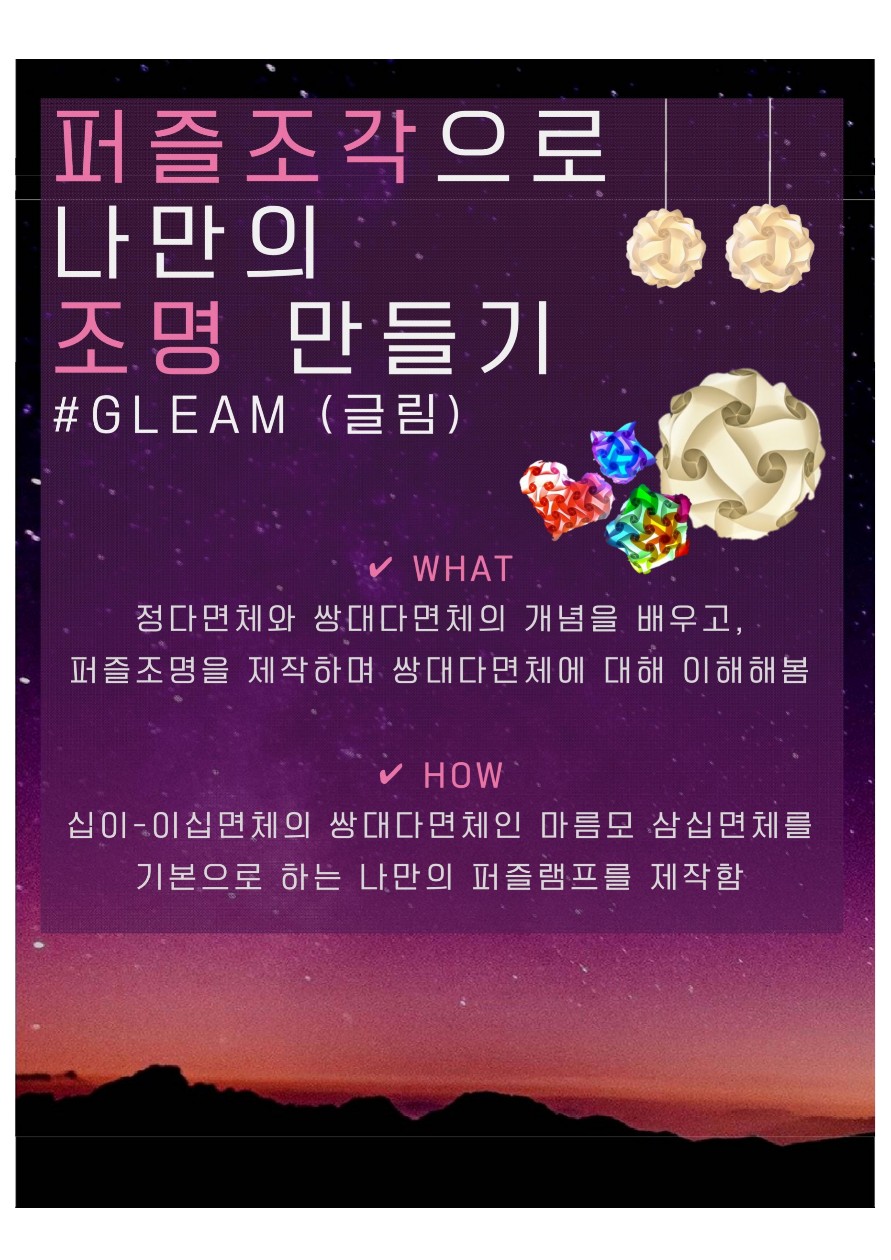 퍼즐조각으로
나만의
조명 만들기
#GLEAM (글림)
✔ WHAT
정다면체와 쌍대다면체의 개념을 배우고,
퍼즐조명을 제작하며 쌍대다면체에 대해 이해해봄
✔ HOW
십이-이십면체의 쌍대다면체인 마름모 삼십면체를
기본으로 하는 나만의 퍼즐램프를 제작함